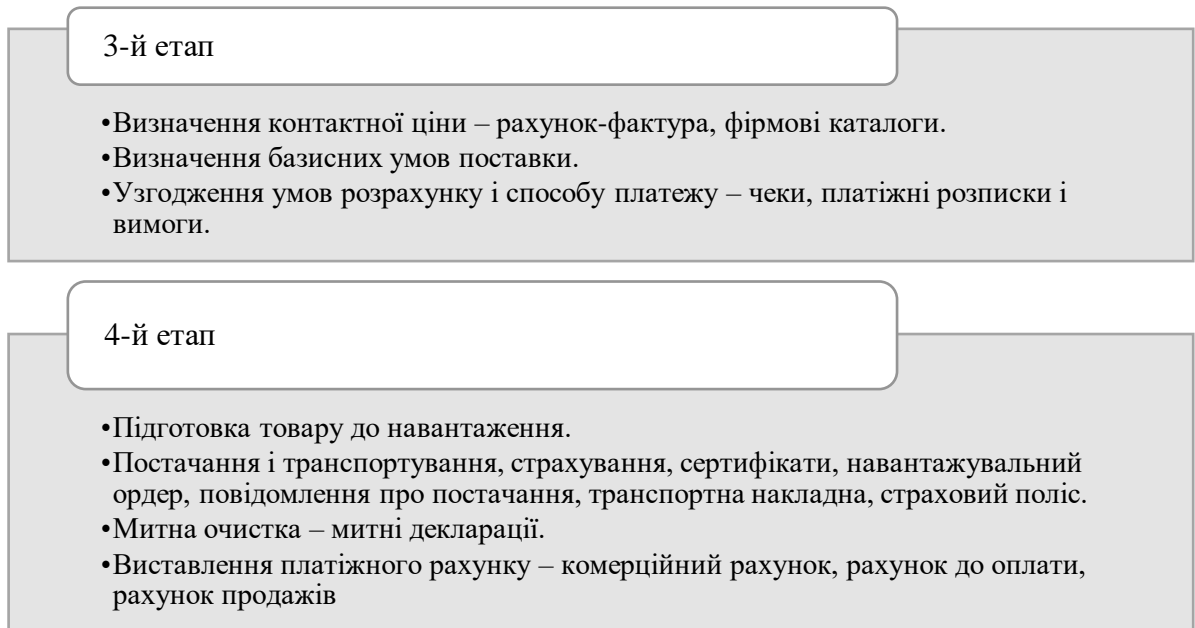 3-й етап
•Визначення контактної ціни – рахунок-фактура, фірмові каталоги.
•Визначення базисних умов поставки.
•Узгодження умов розрахунку і способу платежу – чеки, платіжні розписки і
вимоги.
4-й етап
•Підготовка товару до навантаження.
•Постачання і транспортування, страхування, сертифікати, навантажувальний
ордер, повідомлення про постачання, транспортна накладна, страховий поліс.
•Митна очистка – митні декларації.
•Виставлення платіжного рахунку – комерційний рахунок, рахунок до оплати,
рахунок продажів